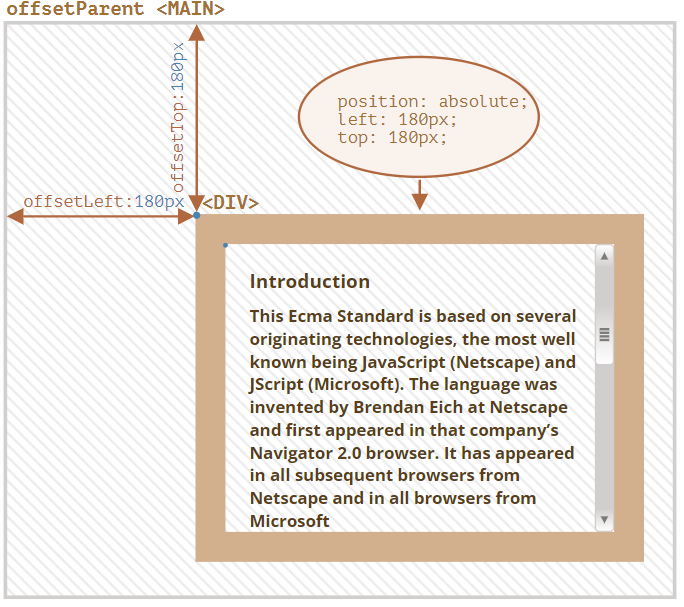 offsetParent <MAIN>
offsetTop:180px
position: absolute;
left: 180px;
top: 180px;
offsetLeft:180px
<DIV>
Introduction
This Ecma Standard is based on several
originating technologies, the most well
known being JavaScript (Netscape) and
JScript (Microsoft). The language was
invented by Brendan Eich at Netscape
and first appeared in that company’s
Navigator 2.0 browser. It has appeared
in all subsequent browsers from
Netscape and in all browsers from
Microsoft